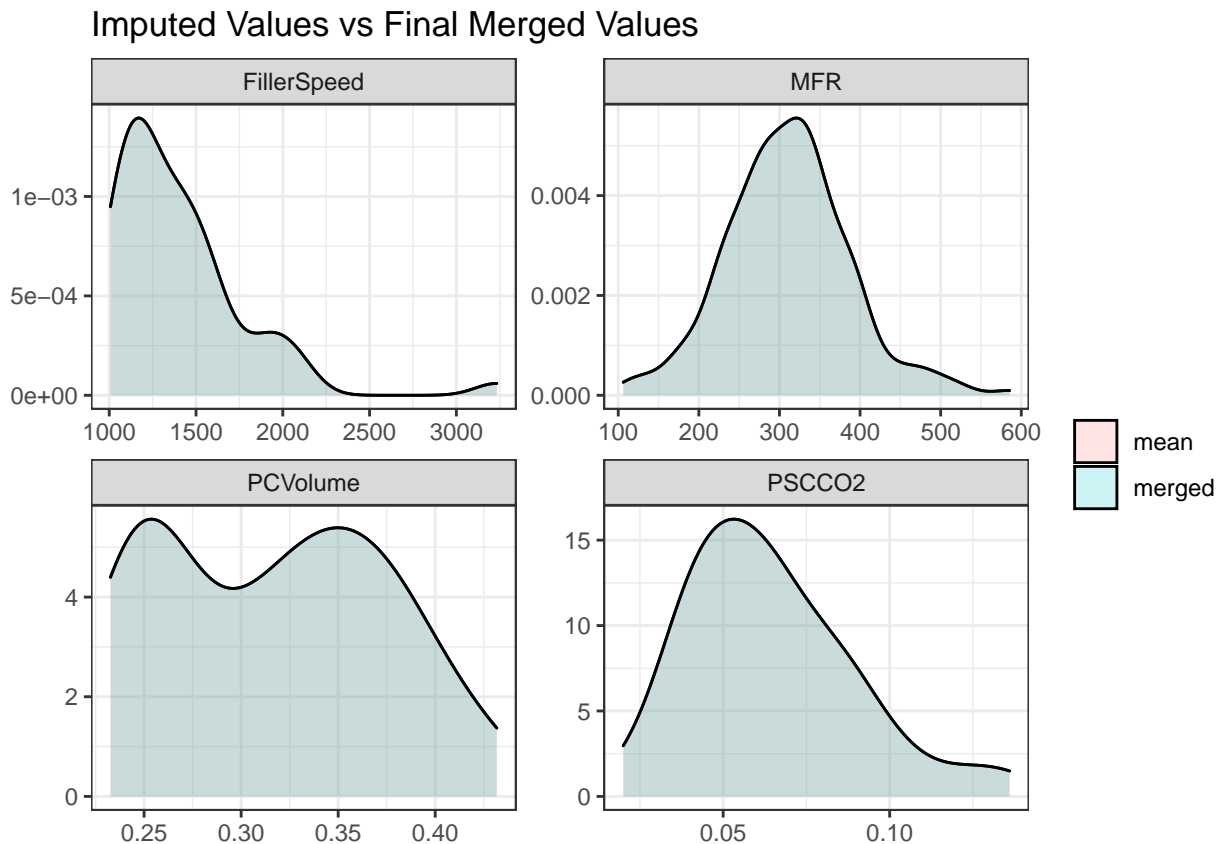 Imputed Values vs Final Merged Values
FillerSpeed
MFR
1e−03
5e−04
0e+00
1000 1500 2000 2500 3000
0.004
0.002
0.000
100 200 300 400 500 600
PCVolume
PSCCO2
4
2
0
0.25 0.30 0.35 0.40
15
10
5
0
0.05 0.10
mean
merged